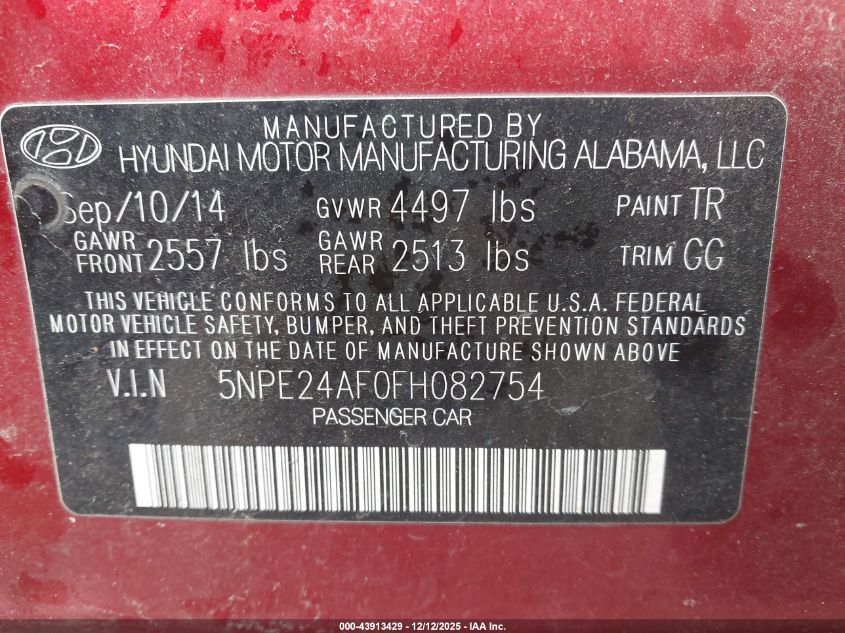 MANUFACTURED BY
HYUNDAI MOTOR MANUFACTURING ALABAMA, LLC
Sep/10/14 GVWR 4497 lbs PAINT TR
GAWR FRONT 2557 lbs GAWR REAR 2513 lbs TRIM GG
THIS VEHICLE CONFORMS TO ALL APPLICABLE U.S.A. FEDERAL
MOTOR VEHICLE SAFETY, BUMPER, AND THEFT PREVENTION STANDARDS
IN EFFECT ON THE DATE OF MANUFACTURE SHOWN ABOVE
V.I.N 5NPE24AF0FH082754
PASSENGER CAR
000-43913429 - 12/12/2025 - IAA Inc.